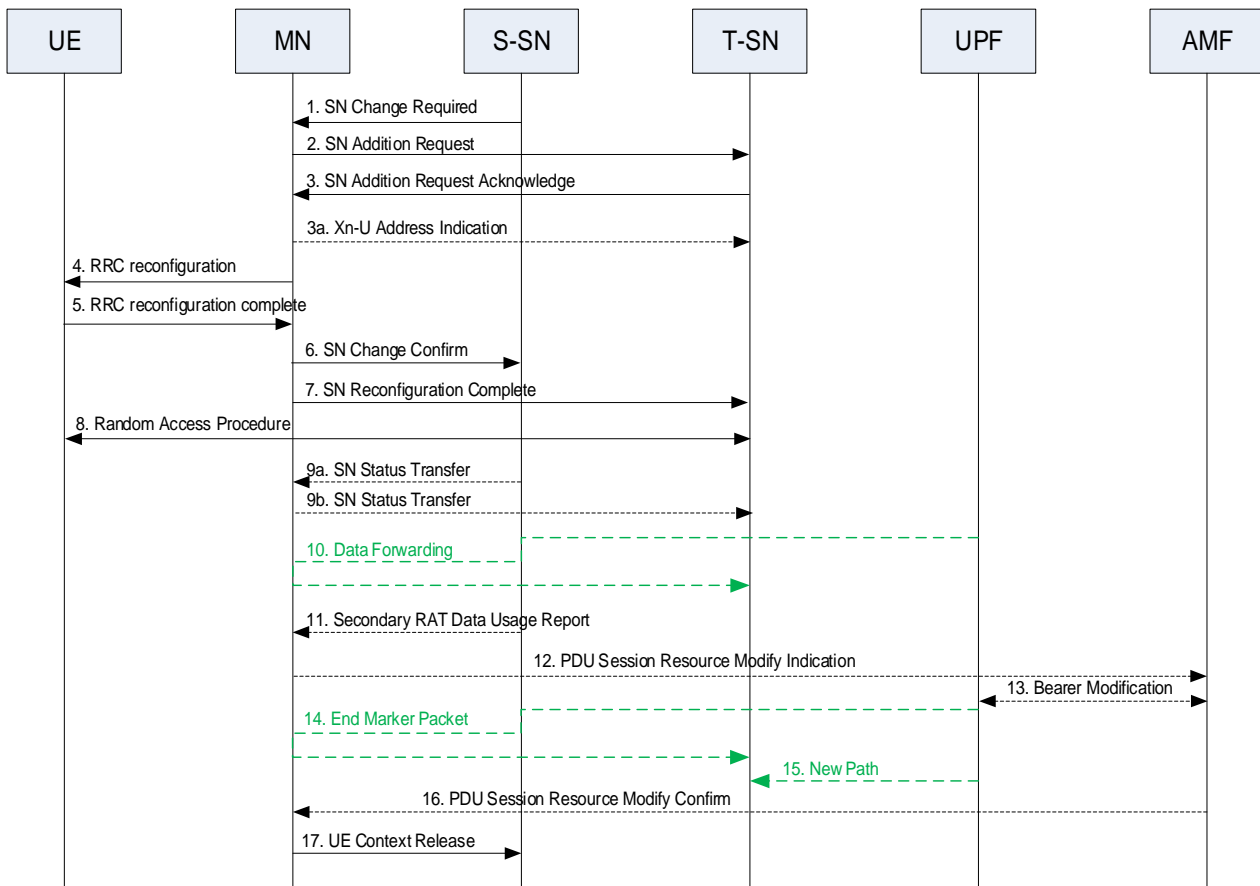 UE
MN
S-SN
T-SN
UPF
AMF
1. SN Change Required
2. SN Addition Request
3. SN Addition Request Acknowledge
3a. Xn-U Address Indication
4. RRC reconfiguration
5. RRC reconfiguration complete
6. SN Change Confirm
7. SN Reconfiguration Complete
8. Random Access Procedure
9a. SN Status Transfer
9b. SN Status Transfer
10. Data Forwarding
11. Secondary RAT Data Usage Report
12. PDU Session Resource Modify Indication
13. Bearer Modification
14. End Marker Packet
15. New Path
16. PDU Session Resource Modify Confirm
17. UE Context Release